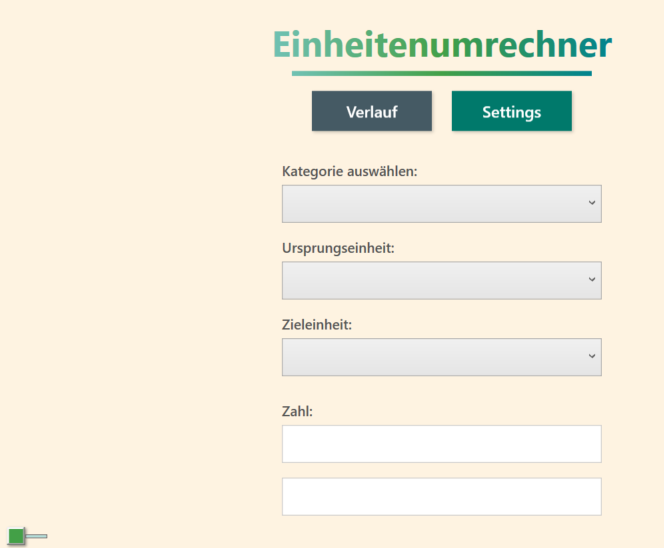 Einheitenumrechner
Verlauf Settings
Kategorie auswählen:
Ursprungseinheit:
Zieleinheit:
Zahl: